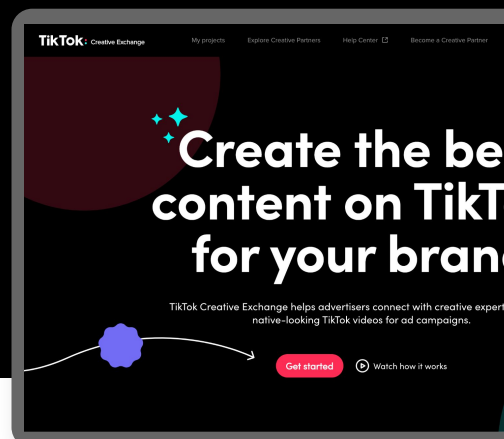 TikTok: Creative Exchange
My projects
Explore Creative Partners
Help Center
Become a Creative Partner
Create the be
content on TikT
for your bran
TikTok Creative Exchange helps advertisers connect with creative expert
native-looking TikTok videos for ad campaigns.
Get started
Watch how it works